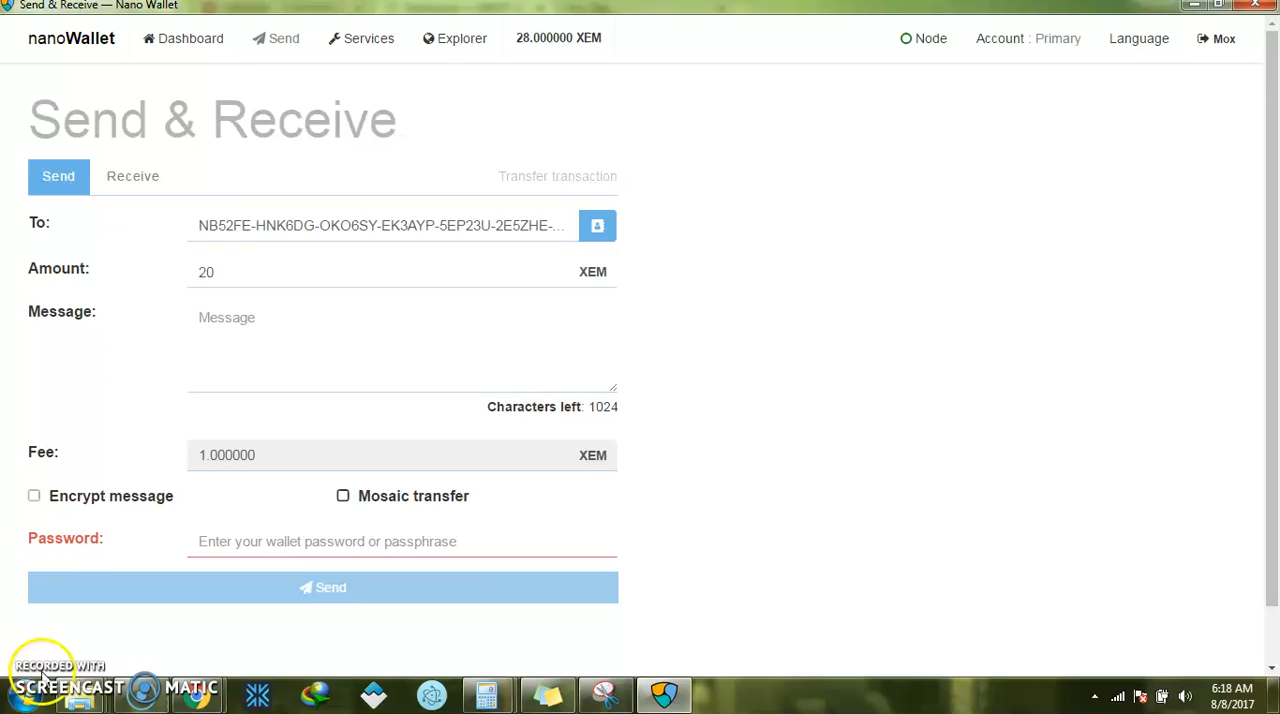 Send & Receive — Nano Wallet
nanoWallet Dashboard Send Services Explorer 28.000000 XEM Node Account : Primary Language Mox
Send & Receive
Send Receive Transfer transaction
To: NB52FE-HNK6DG-OKO6SY-EK3AYP-5EP23U-2E5ZHE-...
Amount: 20 XEM
Message: Message
Characters left: 1024
Fee: 1.000000 XEM
Encrypt message Mosaic transfer
Password: Enter your wallet password or passphrase
Send
RECORDED WITH
SCREENCAST MATIC
6:18 AM
8/8/2017